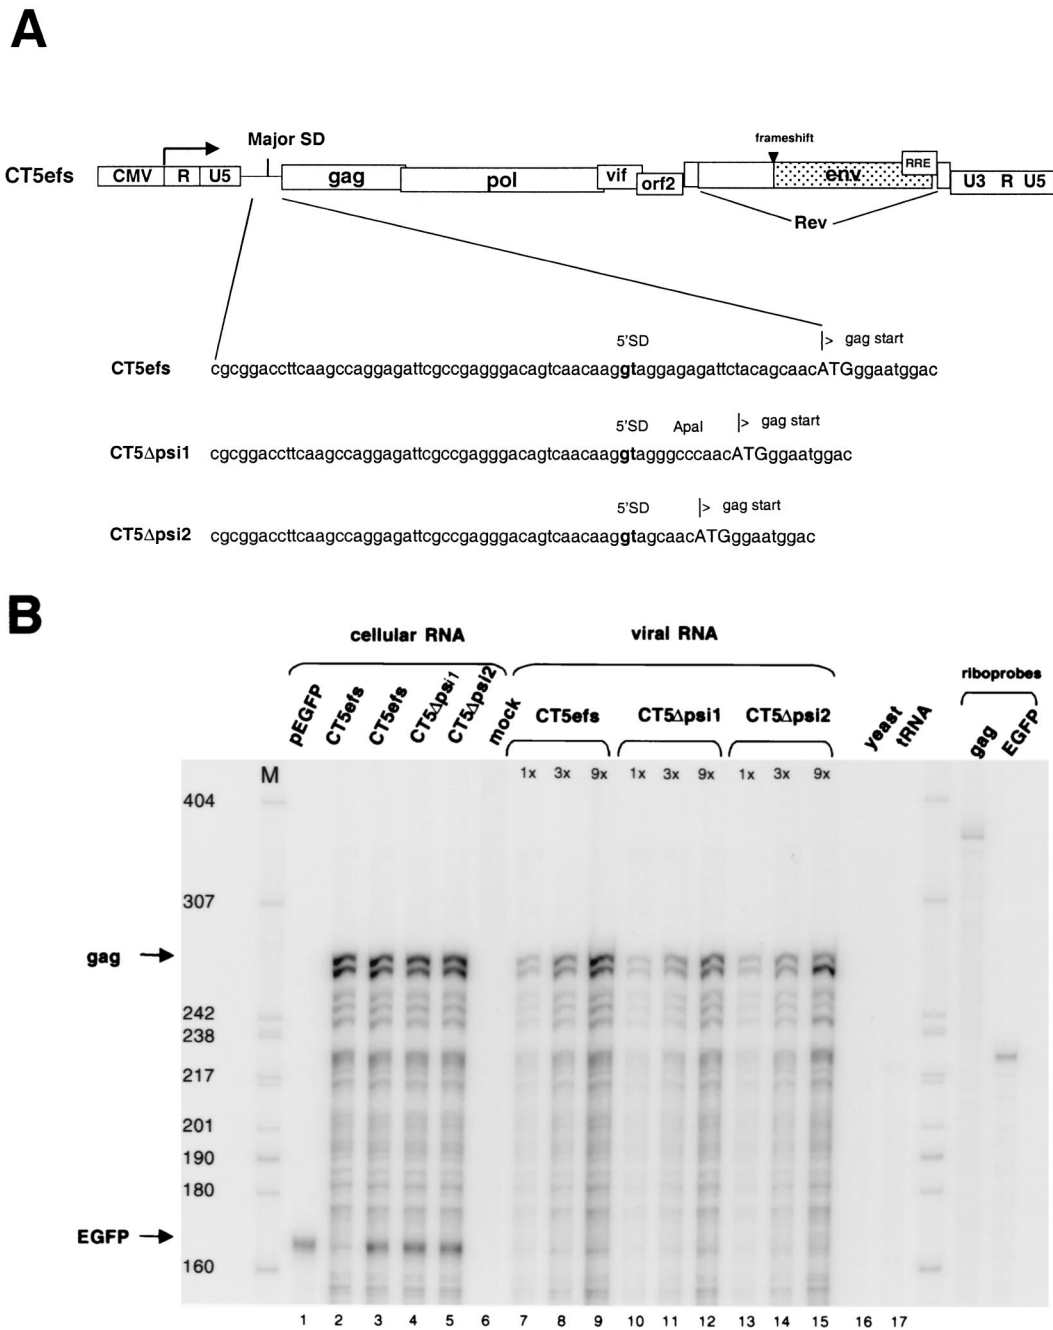 A
CT5efs CMV R U5 Major SD gag pol vif orf2 frameshift env RRE U3 R U5
Rev
5'SD |> gag start
CT5efs cgcggaccttcaagccaggagattcgccgagggacagtcaacaaggtaggagagattctacagcaacATGggaatggac
5'SD ApaI |> gag start
CT5Δpsi1 cgcggaccttcaagccaggagattcgccgagggacagtcaacaaggtagggcccaacATGggaatggac
5'SD |> gag start
CT5Δpsi2 cgcggaccttcaagccaggagattcgccgagggacagtcaacaaggtagcaacATGggaatggac
B
cellular RNA viral RNA
riboprobes
pEGFP CT5efs CT5efs CT5Δpsi1 CT5Δpsi2 mock CT5efs CT5Δpsi1 CT5Δpsi2 yeast tRNA gag EGFP
M 1x 3x 9x 1x 3x 9x 1x 3x 9x
404
307
gag
242
238
217
201
190
180
EGFP
160
1 2 3 4 5 6 7 8 9 10 11 12 13 14 15 16 17